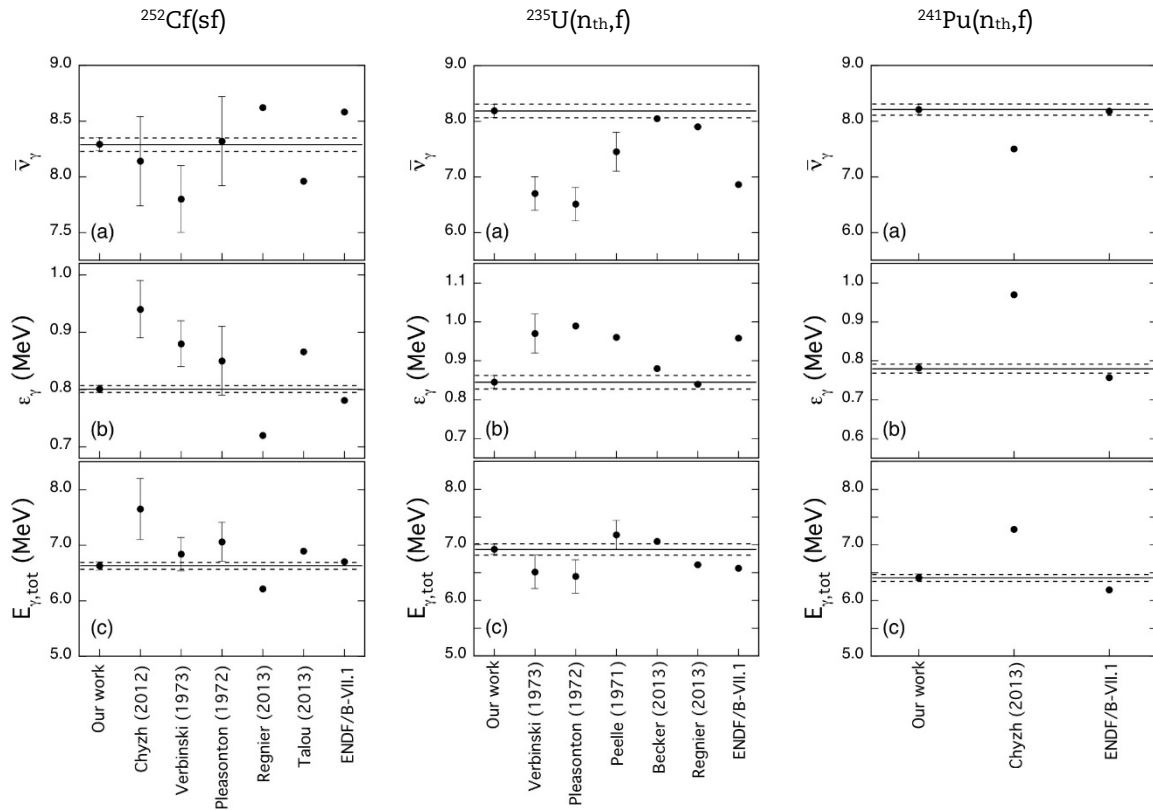 ²⁵²Cf(sf)
9.0
8.5
8.0
7.5
ν̄γ
(a)
1.0
0.9
0.8
0.7
εγ (MeV)
(b)
8.0
7.0
6.0
5.0
Eγ,tot (MeV)
(c)
Our work
Chyzh (2012)
Verbinski (1973)
Pleasonton (1972)
Regnier (2013)
Talou (2013)
ENDF/B-VII.1
²³⁵U(nth,f)
9.0
8.0
7.0
6.0
ν̄γ
(a)
1.1
1.0
0.9
0.8
0.7
εγ (MeV)
(b)
8.0
7.0
6.0
5.0
Eγ,tot (MeV)
(c)
Our work
Verbinski (1973)
Pleasonton (1972)
Peelle (1971)
Becker (2013)
Regnier (2013)
ENDF/B-VII.1
²⁴¹Pu(nth,f)
9.0
8.0
7.0
6.0
ν̄γ
(a)
1.0
0.9
0.8
0.7
0.6
εγ (MeV)
(b)
8.0
7.0
6.0
5.0
Eγ,tot (MeV)
(c)
Our work
Chyzh (2013)
ENDF/B-VII.1